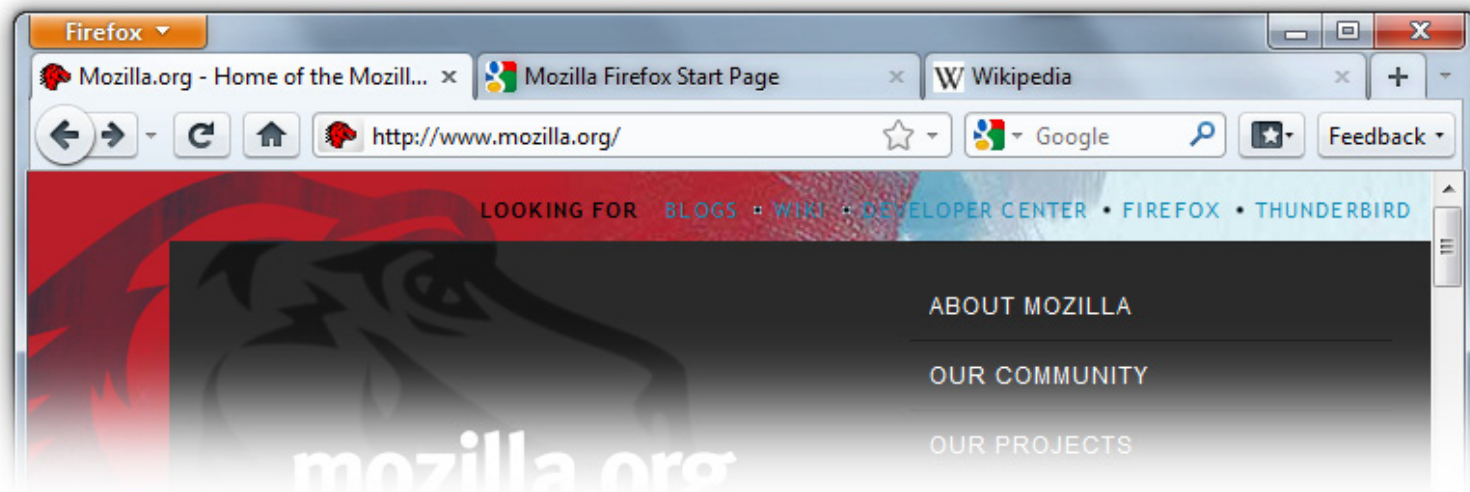 Firefox
Mozilla.org - Home of the Mozill... Mozilla Firefox Start Page Wikipedia
http://www.mozilla.org/ Google Feedback
LOOKING FOR BLOGS • WIKI • DEVELOPER CENTER • FIREFOX • THUNDERBIRD
ABOUT MOZILLA
OUR COMMUNITY
OUR PROJECTS
mozilla.org